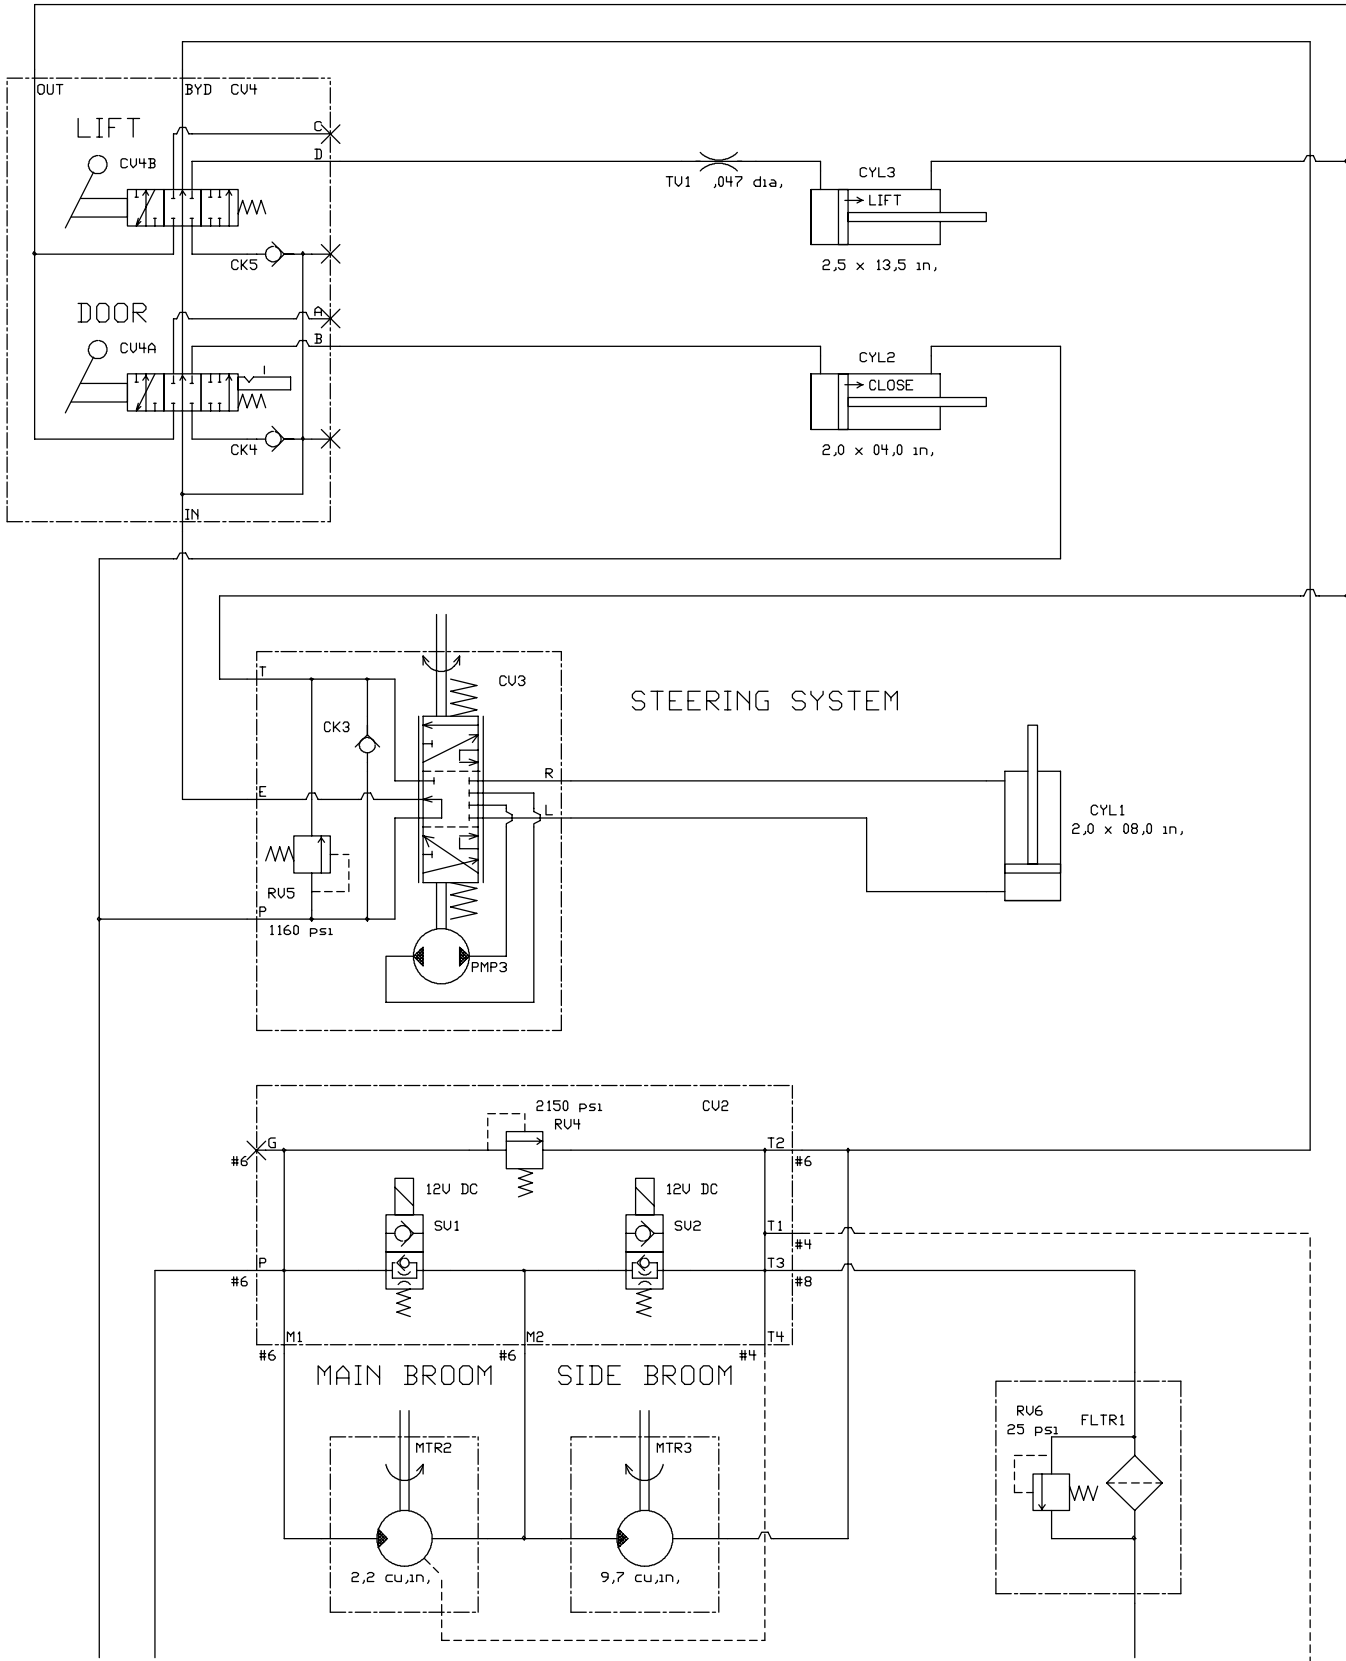 OUT
BYD CV4
LIFT
C
CV4B
D
TV1 ,047 dia,
CYL3
LIFT
CK5
2,5 x 13,5 in,
DOOR
A
CV4A
B
CYL2
CLOSE
CK4
2,0 x 04,0 in,
IN
T
CV3
STEERING SYSTEM
CK3
R
E
L
CYL1
2,0 x 08,0 in,
RV5
P
1160 psi
PMP3
2150 psi
CV2
RV4
G
T2
#6
#6
12V DC
12V DC
SV1
SV2
T1
#4
P
T3
#6
#8
M1
M2
T4
#6
#6
#4
MAIN BROOM
SIDE BROOM
RV6
FLTR1
25 psi
MTR2
MTR3
2,2 cu,in,
9,7 cu,in,